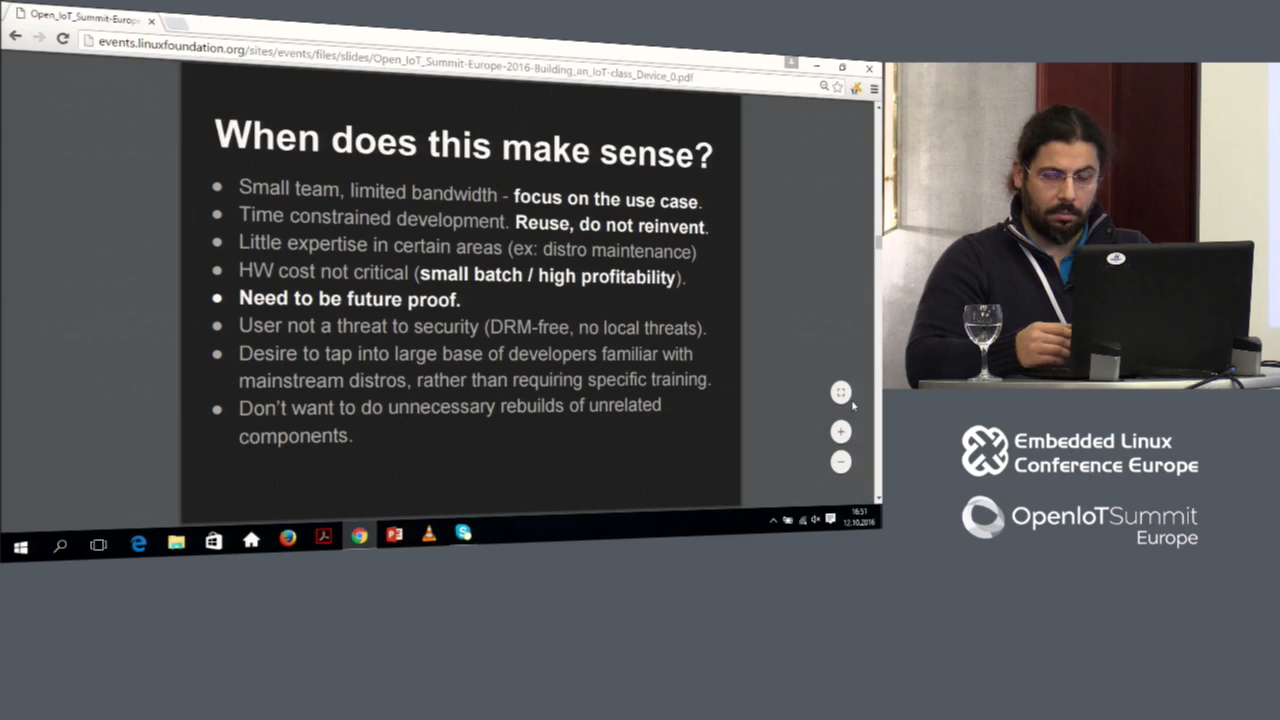 Open_IoT_Summit-Europe
events.linuxfoundation.org/sites/events/files/slides/Open_IoT_Summit-Europe-2016-Building_an_IoT-class_Device_0.pdf
When does this make sense?
● Small team, limited bandwidth - focus on the use case.
● Time constrained development. Reuse, do not reinvent.
● Little expertise in certain areas (ex: distro maintenance)
● HW cost not critical (small batch / high profitability).
● Need to be future proof.
● User not a threat to security (DRM-free, no local threats).
● Desire to tap into large base of developers familiar with
mainstream distros, rather than requiring specific training.
● Don't want to do unnecessary rebuilds of unrelated
components.
16:51
12.10.2016
Embedded Linux
Conference Europe
OpenIoTSummit
Europe